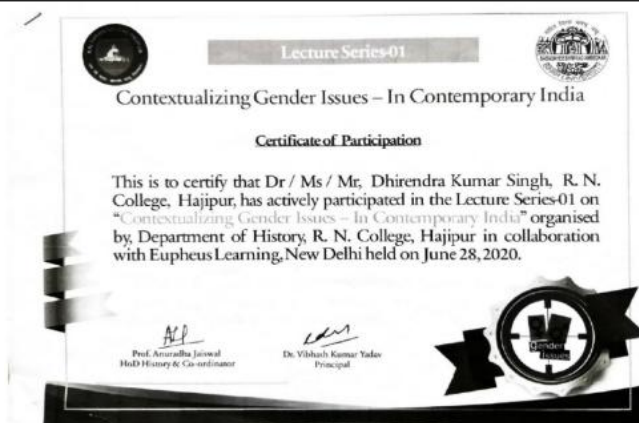 Lecture Series-01
Contextualizing Gender Issues – In Contemporary India
Certificate of Participation
This is to certify that Dr / Ms / Mr, Dhirendra Kumar Singh, R. N.
College, Hajipur, has actively participated in the Lecture Series-01 on
“Contextualizing Gender Issues – In Contemporary India” organised
by, Department of History, R. N. College, Hajipur in collaboration
with Eupheus Learning, New Delhi held on June 28, 2020.
Prof. Anuradha Jaiswal
HoD History & Co-ordinator
Dr. Vibhash Kumar Yadav
Principal
Gender
Issues